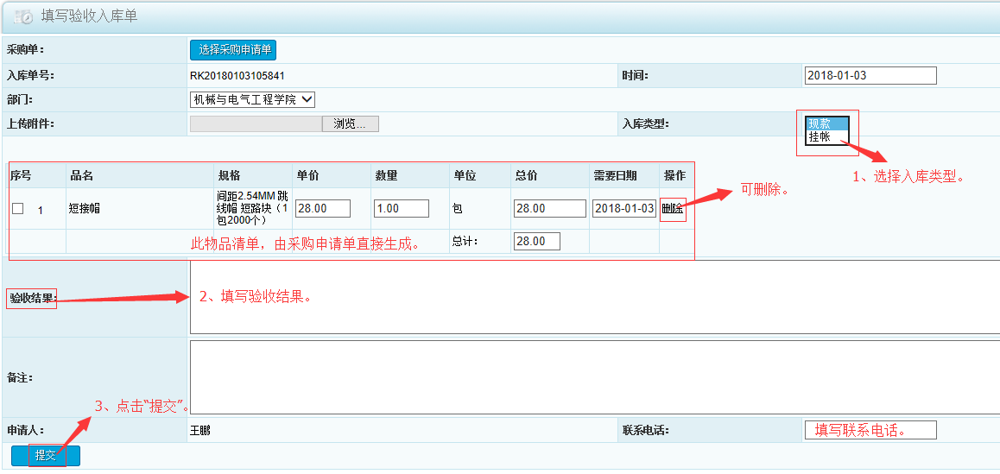 填写验收入库单
采购单：
选择采购申请单
入库单号：
RK20180103105841
时间：
2018-01-03
部门：
机械与电气工程学院
上传附件：
浏览...
入库类型：
现款
挂帐
1、选择入库类型。
序号 品名 规格 单价 数量 单位 总价 需要日期 操作
可删除。
1 短接帽
间距2.54MM 跳
线帽 短路块（1
包2000个）
28.00 1.00 包 28.00 2018-01-03 删除
此物品清单，由采购申请单直接生成。
总计： 28.00
验收结果：
2、填写验收结果。
备注：
3、点击“提交”。
申请人：
王鹏
联系电话：
填写联系电话。
提交